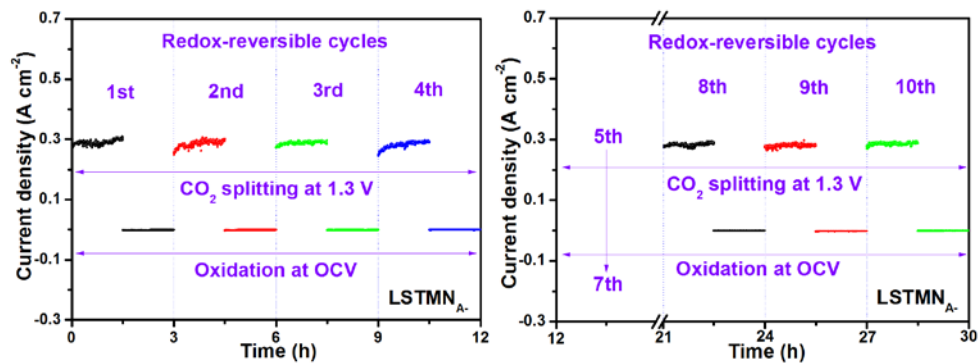 Redox-reversible cycles
1st 2nd 3rd 4th
CO₂ splitting at 1.3 V
Oxidation at OCV
LSTMN_A-
Current density (A cm⁻²)
0.7
0.5
0.3
0.1
-0.1
-0.3
0 3 6 9 12
Time (h)
Redox-reversible cycles
8th 9th 10th
5th
CO₂ splitting at 1.3 V
Oxidation at OCV
7th
LSTMN_A-
Current density (A cm⁻²)
0.7
0.5
0.3
0.1
-0.1
-0.3
12 21 24 27 30
Time (h)